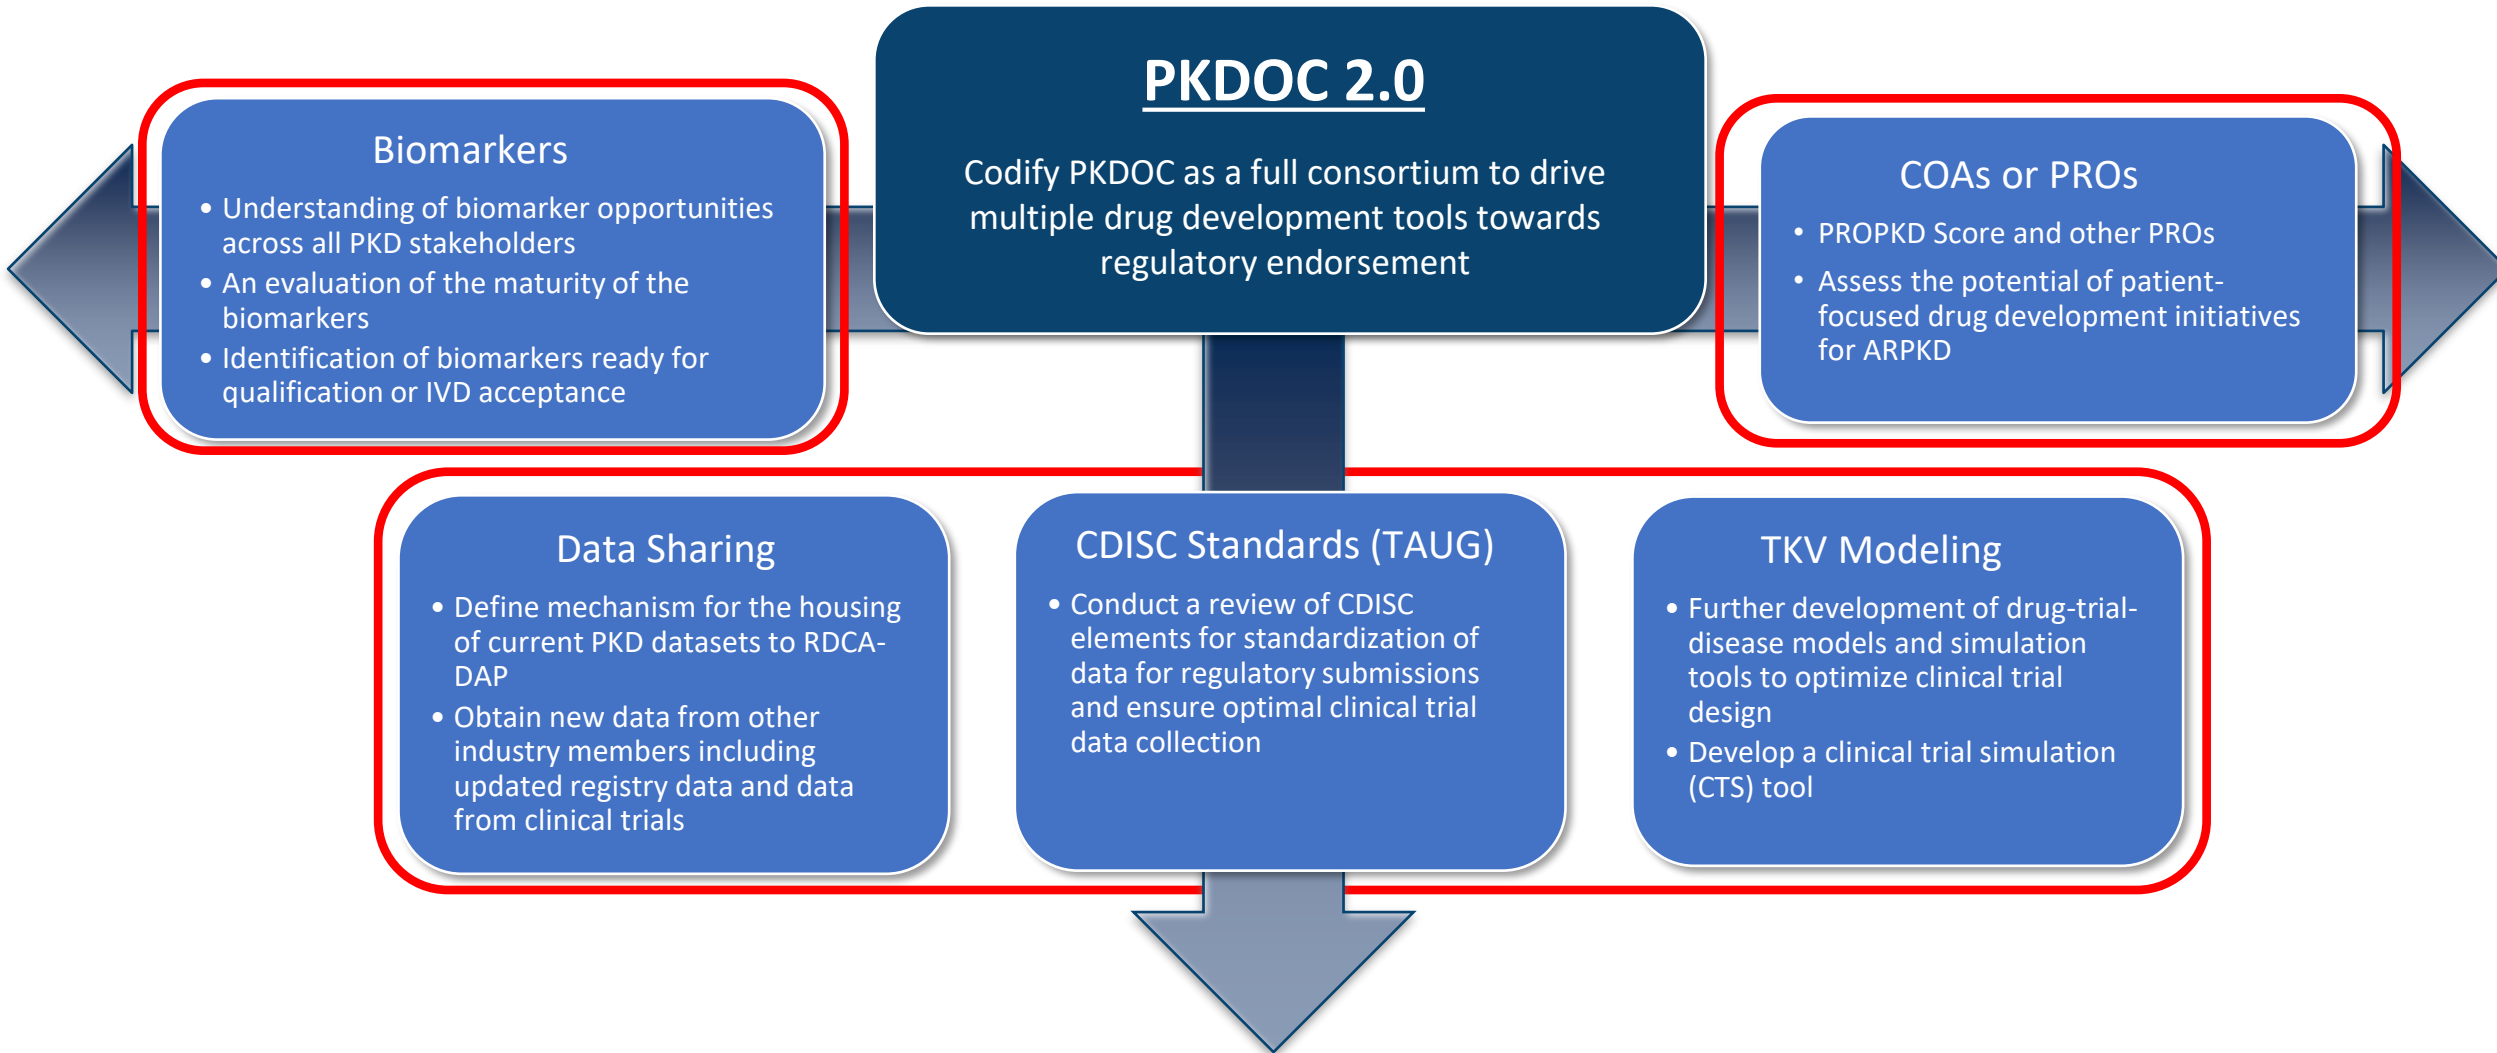 PKDOC 2.0
Codify PKDOC as a full consortium to drive
multiple drug development tools towards
regulatory endorsement
Biomarkers
• Understanding of biomarker opportunities
across all PKD stakeholders
• An evaluation of the maturity of the
biomarkers
• Identification of biomarkers ready for
qualification or IVD acceptance
COAs or PROs
• PROPKD Score and other PROs
• Assess the potential of patient-
focused drug development initiatives
for ARPKD
Data Sharing
• Define mechanism for the housing
of current PKD datasets to RDCA-
DAP
• Obtain new data from other
industry members including
updated registry data and data
from clinical trials
CDISC Standards (TAUG)
• Conduct a review of CDISC
elements for standardization of
data for regulatory submissions
and ensure optimal clinical trial
data collection
TKV Modeling
• Further development of drug-trial-
disease models and simulation
tools to optimize clinical trial
design
• Develop a clinical trial simulation
(CTS) tool